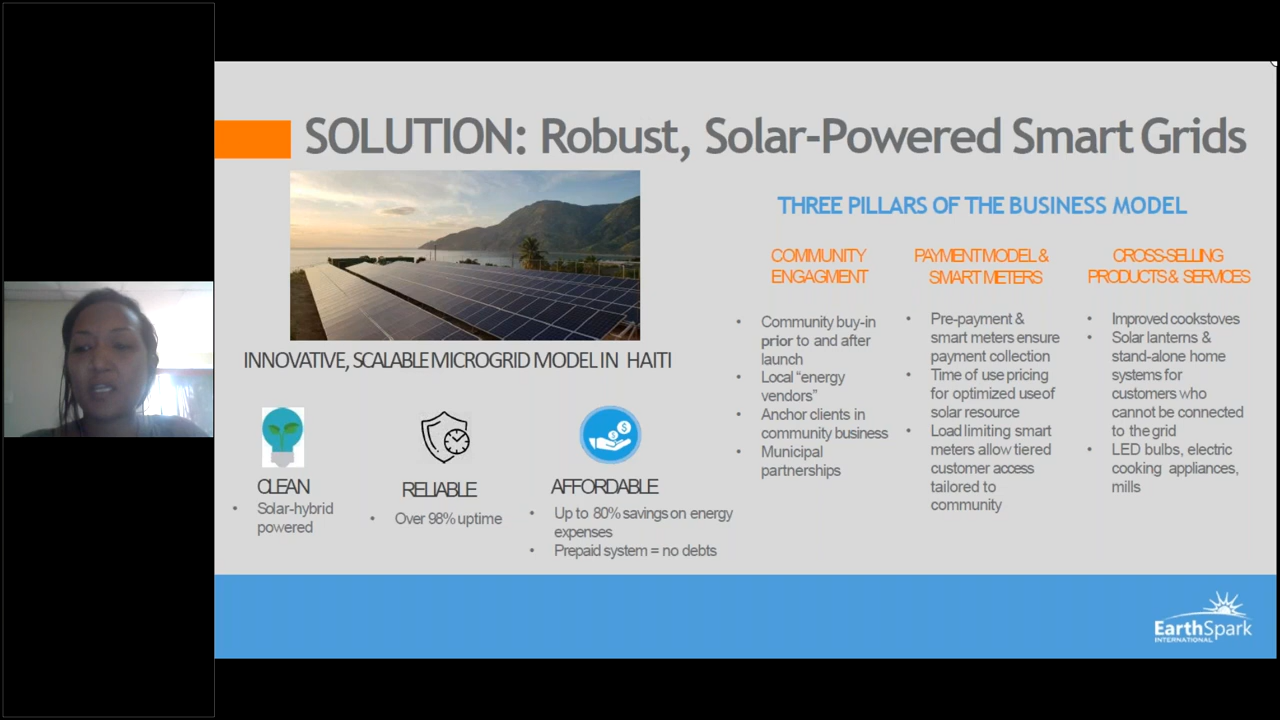 SOLUTION: Robust, Solar-Powered Smart Grids
INNOVATIVE, SCALABLE MICROGRID MODEL IN HAITI
CLEAN
• Solar-hybrid
powered
RELIABLE
• Over 98% uptime
AFFORDABLE
• Up to 80% savings on energy
expenses
• Prepaid system = no debts
THREE PILLARS OF THE BUSINESS MODEL
COMMUNITY
ENGAGMENT
• Community buy-in
prior to and after
launch
• Local “energy
vendors”
• Anchor clients in
community business
• Municipal
partnerships
PAYMENT MODEL &
SMART METERS
• Pre-payment &
smart meters ensure
payment collection
• Time of use pricing
for optimized use of
solar resource
• Load limiting smart
meters allow tiered
customer access
tailored to
community
CROSS-SELLING
PRODUCTS & SERVICES
• Improved cookstoves
• Solar lanterns &
stand-alone home
systems for
customers who
cannot be connected
to the grid
• LED bulbs, electric
cooking appliances,
mills
EarthSpark
INTERNATIONAL